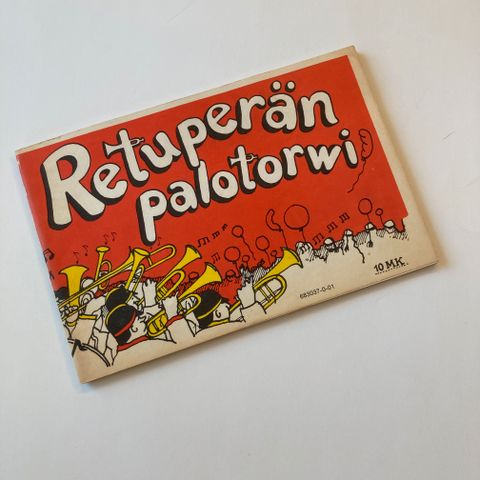 Retuperän
palotorwi
10 MK
683037-0-01